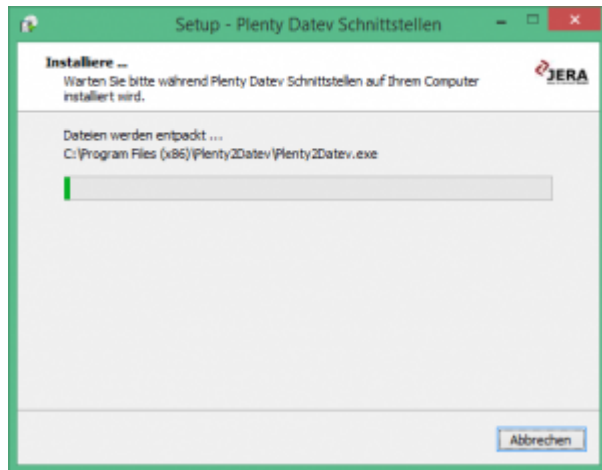 Setup - Plenty Datev Schnittstellen
Installiere ...
Warten Sie bitte während Plenty Datev Schnittstellen auf Ihrem Computer
installiert wird.
JERA
Dateien werden entpackt ...
C:\Program Files (x86)\Plenty2Datev\Plenty2Datev.exe
Abbrechen